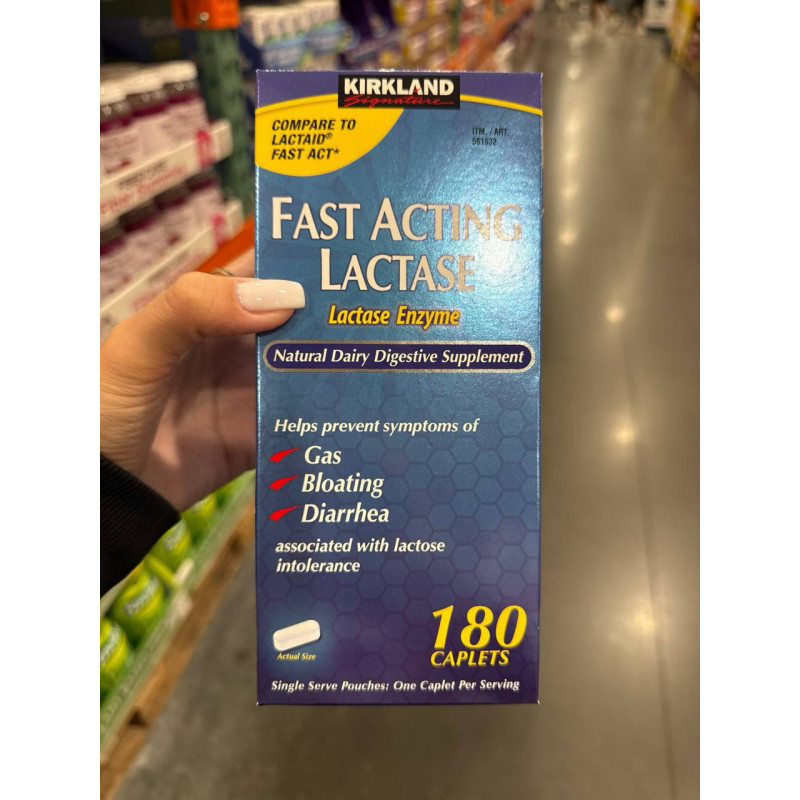 KIRKLAND
Signature
COMPARE TO
LACTAID®
FAST ACT*
ITM. / ART.
561632
FAST ACTING
LACTASE
Lactase Enzyme
Natural Dairy Digestive Supplement
Helps prevent symptoms of
Gas
Bloating
Diarrhea
associated with lactose
intolerance
Actual Size
180
CAPLETS
Single Serve Pouches: One Caplet Per Serving